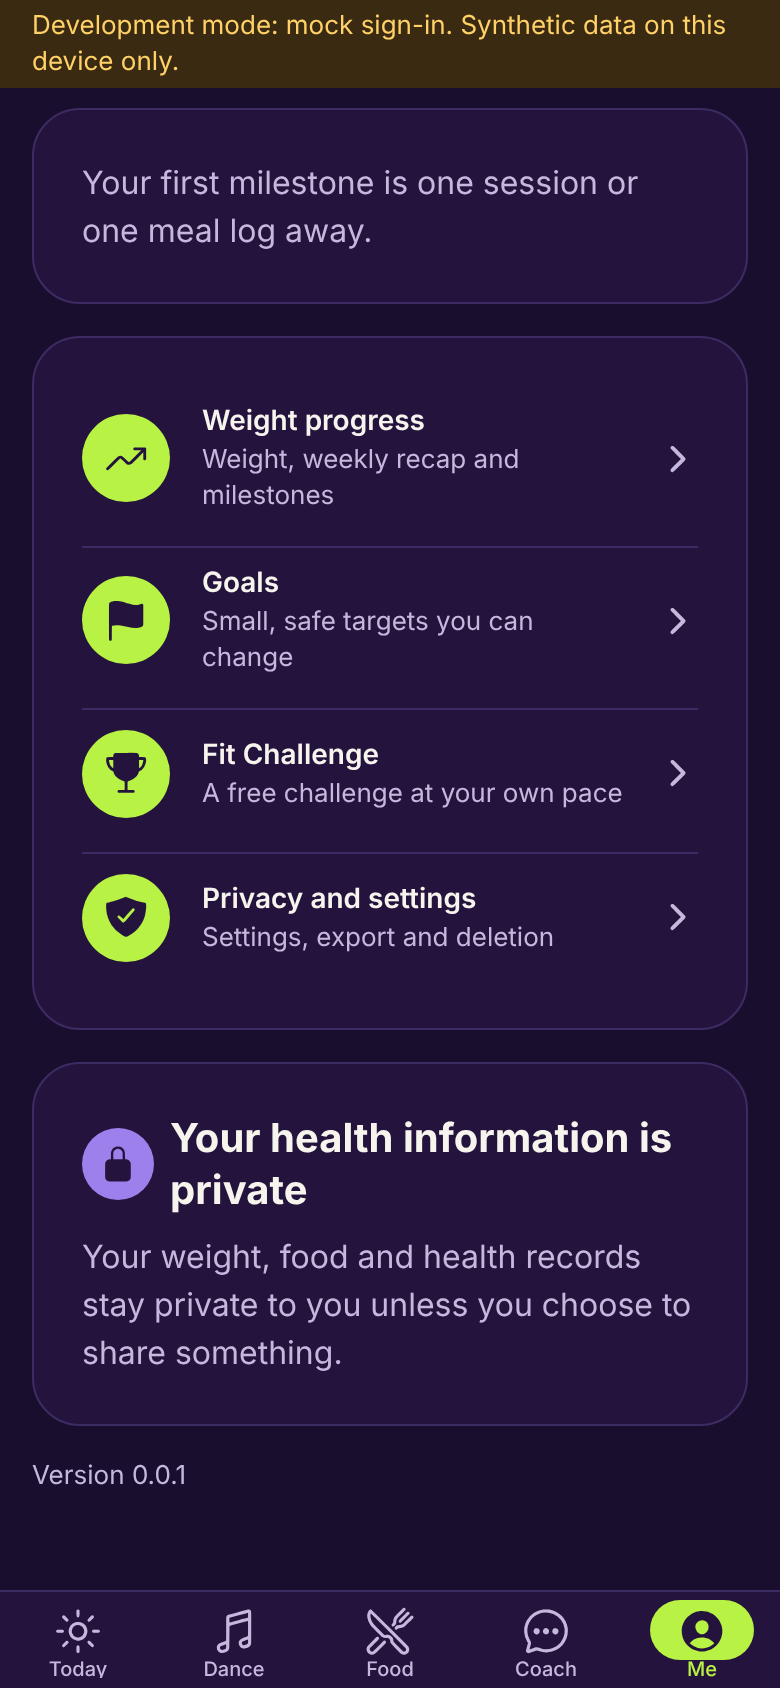 Development mode: mock sign-in. Synthetic data on this
device only.
Your first milestone is one session or
one meal log away.
Weight progress
Weight, weekly recap and
milestones
Goals
Small, safe targets you can
change
Fit Challenge
A free challenge at your own pace
Privacy and settings
Settings, export and deletion
Your health information is
private
Your weight, food and health records
stay private to you unless you choose to
share something.
Version 0.0.1
Today
Dance
Food
Coach
Me